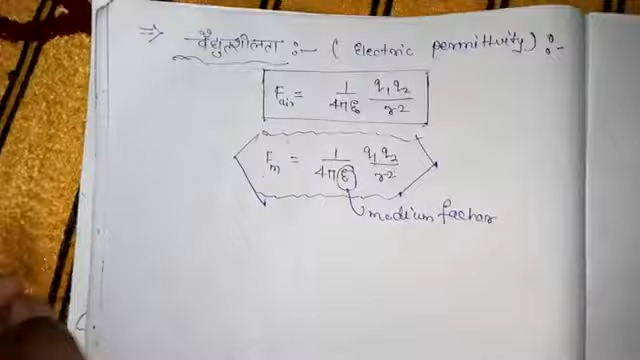 ⇒ वैद्युतशीलता :- ( Electric permittivity ) :-
F_air = 1/4πε₀ q₁q₂/r²
F_m = 1/4πε q₁q₂/r²
medium factor